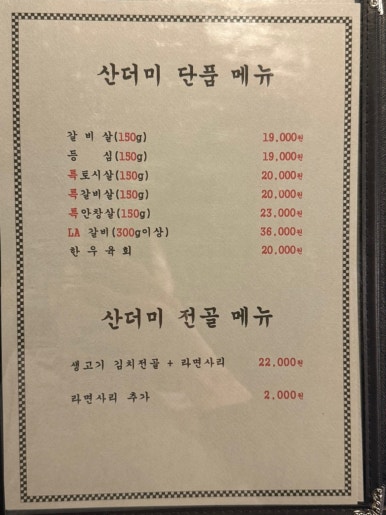 산더미 단품 메뉴
갈 비 살(150g) 19,000원
등 심(150g) 19,000원
특토시살(150g) 20,000원
특갈비살(150g) 20,000원
특안창살(150g) 23,000원
LA 갈비(300g이상) 36,000원
한 우 육 회 20,000원
산더미 전골 메뉴
생고기 김치전골 + 라면사리 22,000원
라면사리 추가 2,000원